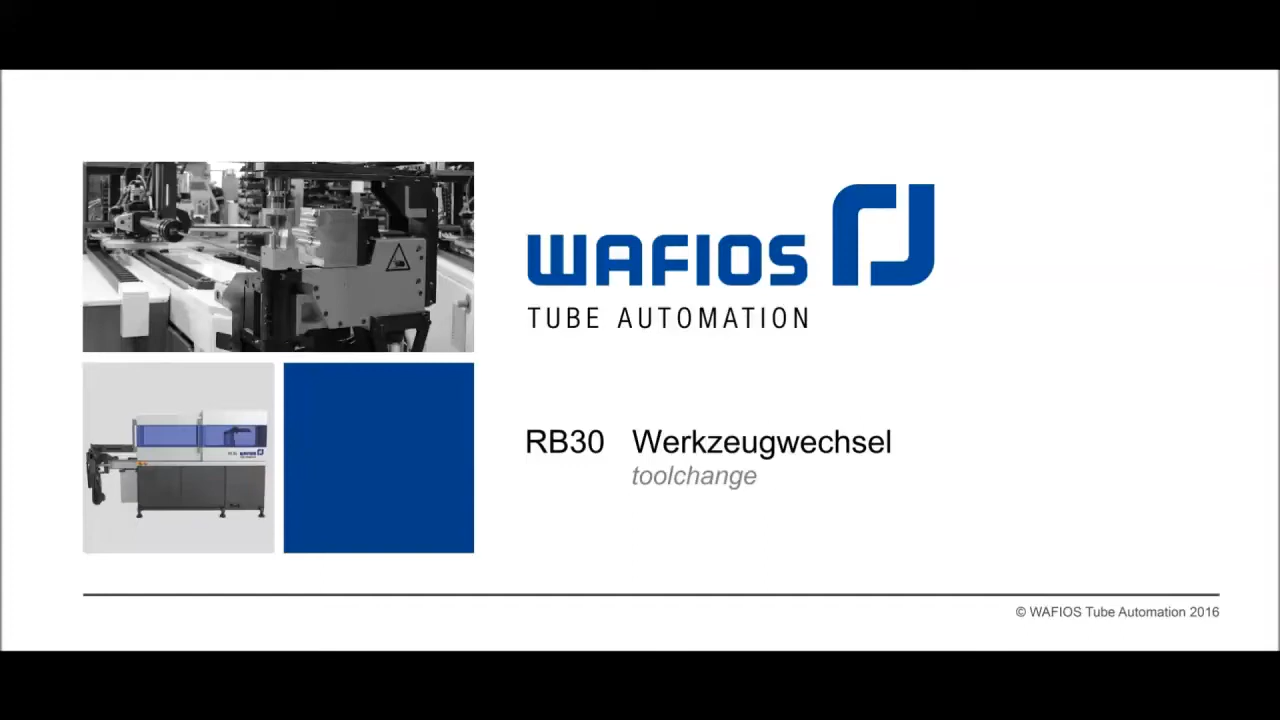 WAFIOS
TUBE AUTOMATION
RB30 Werkzeugwechsel
toolchange
© WAFIOS Tube Automation 2016